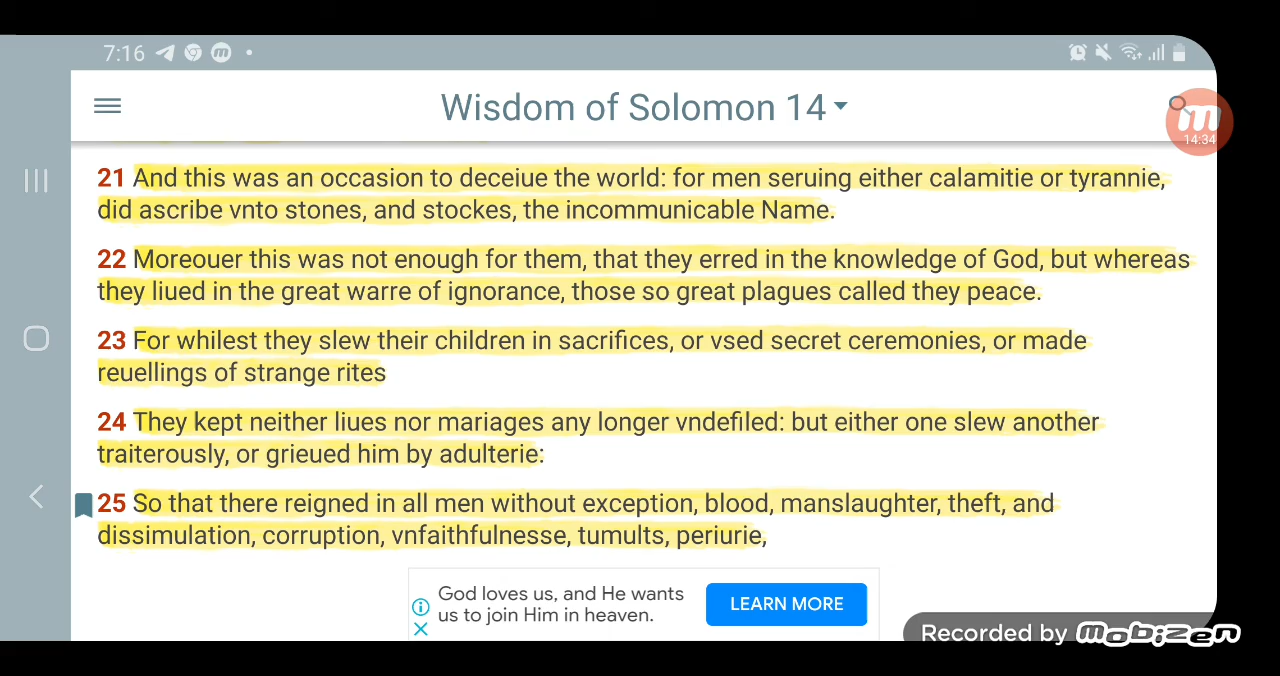 7:16
Wisdom of Solomon 14
14:34
21 And this was an occasion to deceiue the world: for men seruing either calamitie or tyrannie,
did ascribe vnto stones, and stockes, the incommunicable Name.
22 Moreouer this was not enough for them, that they erred in the knowledge of God, but whereas
they liued in the great warre of ignorance, those so great plagues called they peace.
23 For whilest they slew their children in sacrifices, or vsed secret ceremonies, or made
reuellings of strange rites
24 They kept neither liues nor mariages any longer vndefiled: but either one slew another
traiterously, or grieued him by adulterie:
25 So that there reigned in all men without exception, blood, manslaughter, theft, and
dissimulation, corruption, vnfaithfulnesse, tumults, periurie,
God loves us, and He wants
us to join Him in heaven.
LEARN MORE
Recorded by Mobizen